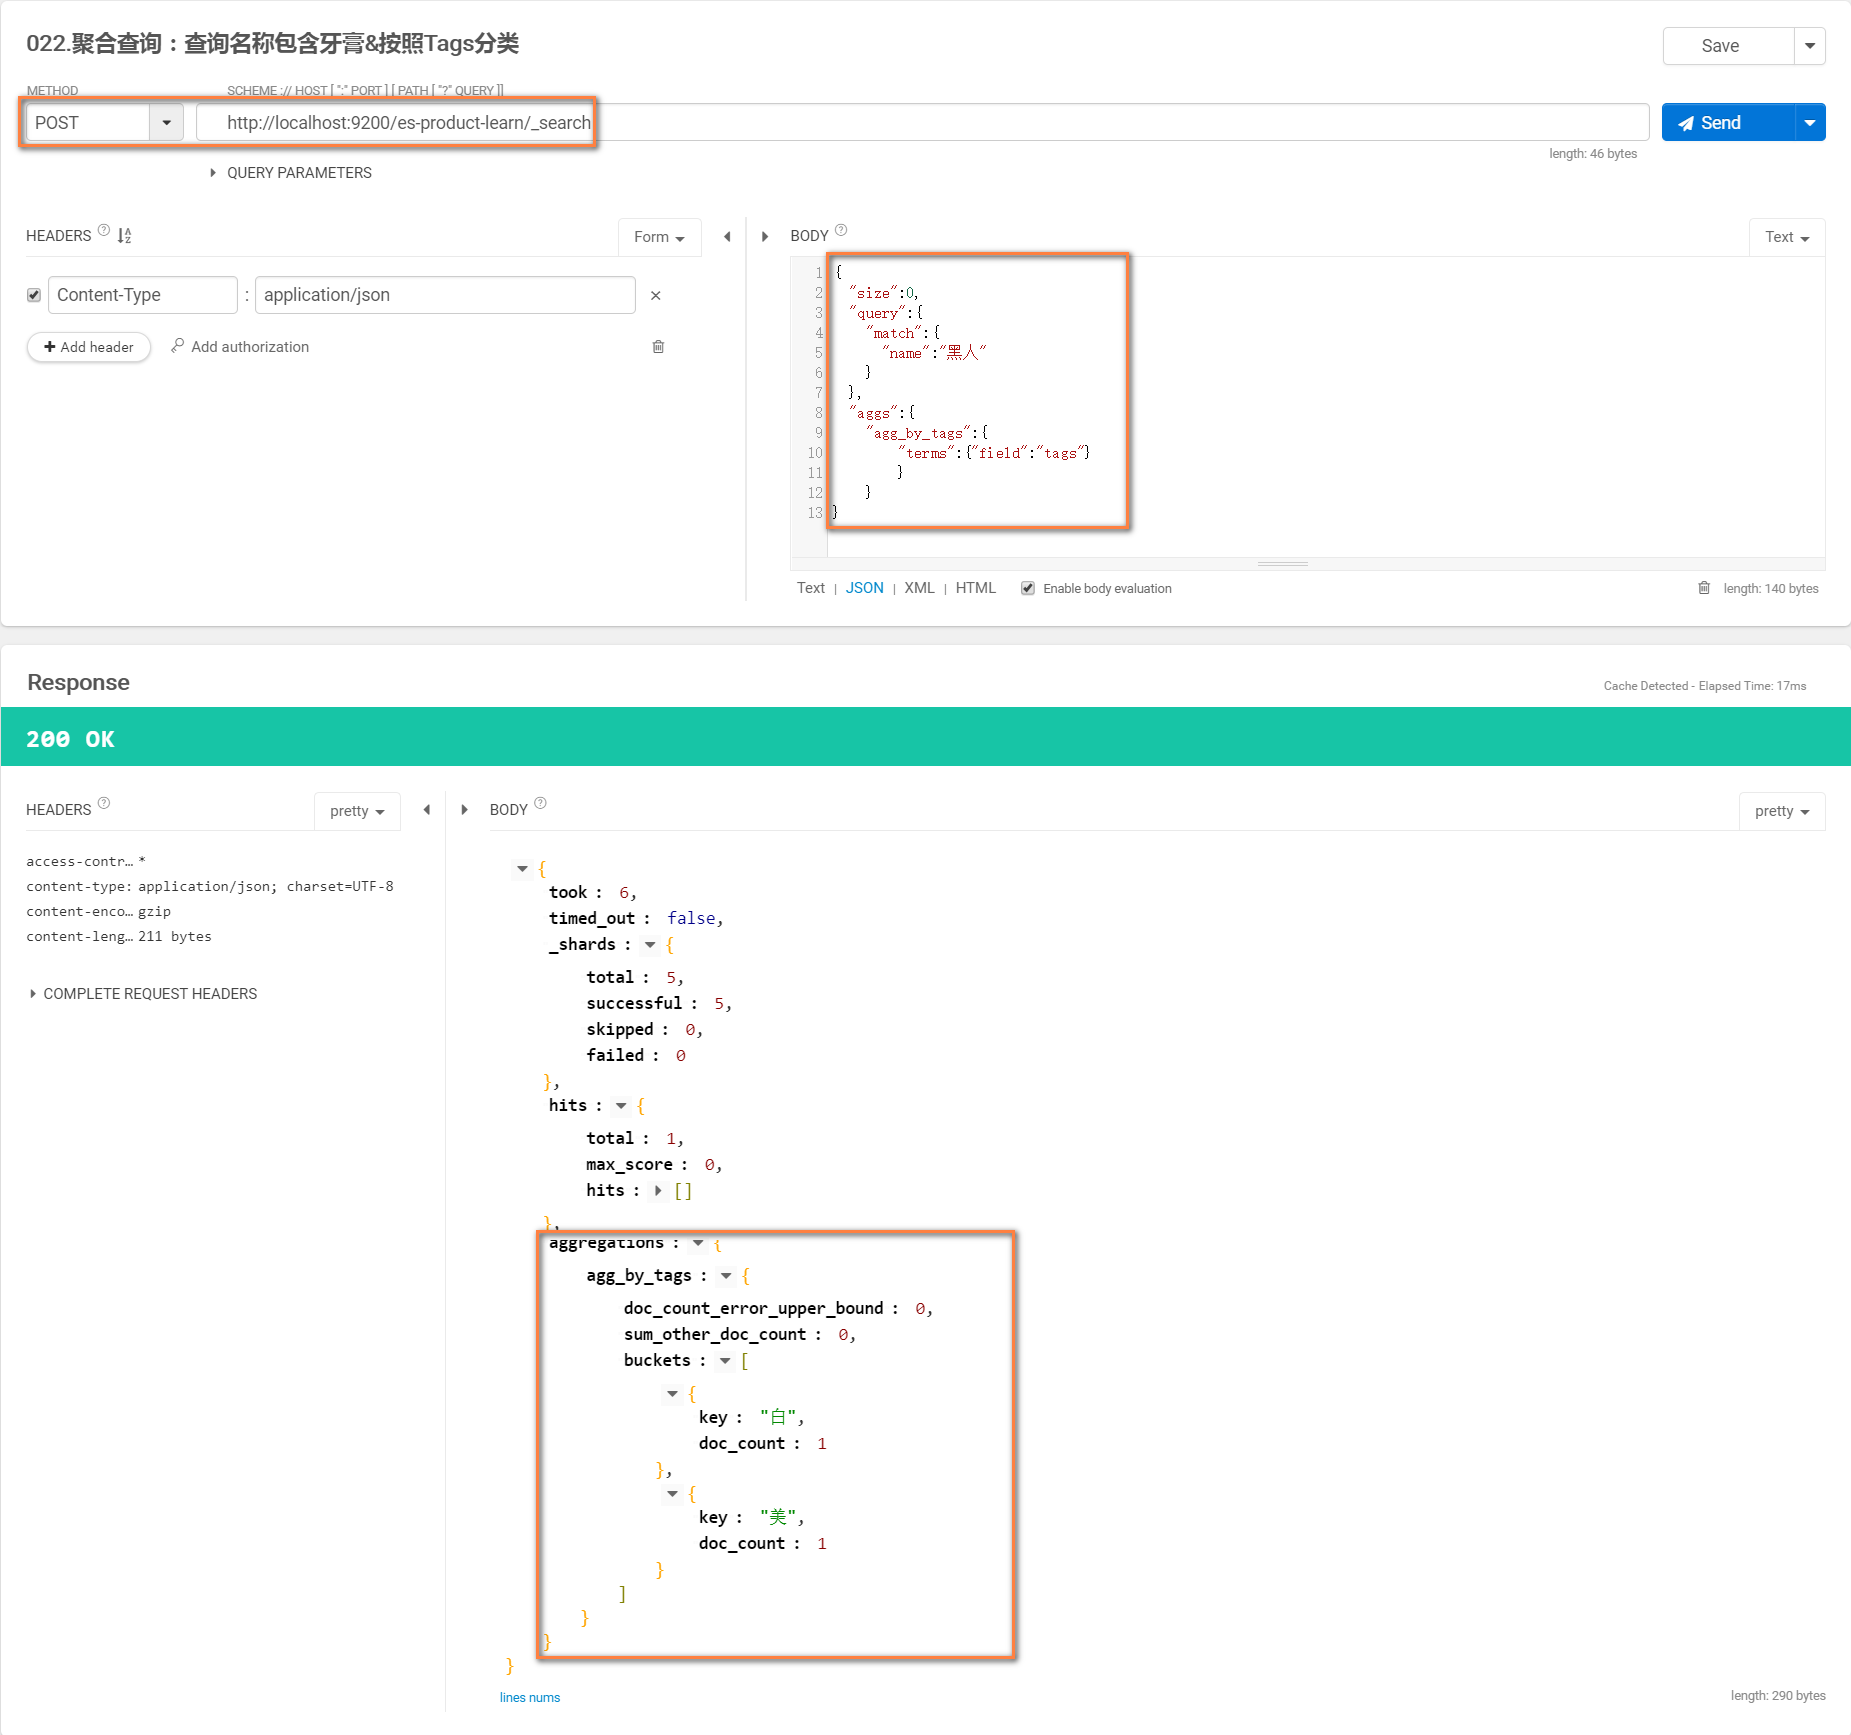 022.聚合查询：查询名称包含牙膏&按照Tags分类
Save
METHOD
SCHEME :// HOST [ ":" PORT ] [ PATH [ "?" QUERY ]]
POST
http://localhost:9200/es-product-learn/_search
Send
length: 46 bytes
QUERY PARAMETERS
HEADERS
Form
BODY
Text
Content-Type : application/json
Add header
Add authorization
1 {
2 "size":0,
3 "query":{
4 "match":{
5 "name":"黑人"
6 }
7 },
8 "aggs":{
9 "agg_by_tags":{
10 "terms":{"field":"tags"}
11 }
12 }
13 }
Text | JSON | XML | HTML
Enable body evaluation
length: 140 bytes
Response
Cache Detected - Elapsed Time: 17ms
200 OK
HEADERS
pretty
BODY
pretty
access-contr… *
content-type: application/json; charset=UTF-8
content-enco… gzip
content-leng… 211 bytes
COMPLETE REQUEST HEADERS
{
took : 6,
timed_out : false,
_shards : {
total : 5,
successful : 5,
skipped : 0,
failed : 0
},
hits : {
total : 1,
max_score : 0,
hits : []
},
aggregations : {
agg_by_tags : {
doc_count_error_upper_bound : 0,
sum_other_doc_count : 0,
buckets : [
{
key : "白",
doc_count : 1
},
{
key : "美",
doc_count : 1
}
]
}
}
}
lines nums
length: 290 bytes